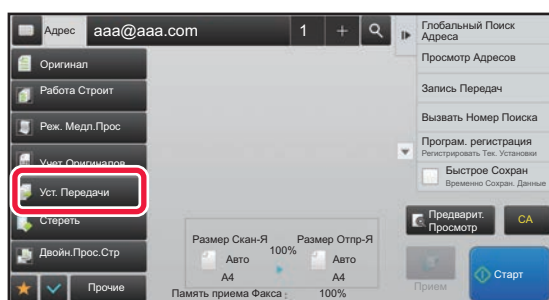 Адрес aaa@aaa.com 1 +
Оригинал
Работа Строит
Реж. Медл.Прос
Учет Оригиналов
Уст. Передачи
Стереть
Двойн.Прос.Стр
Прочие
Размер Скан-Я 100% Размер Отпр-Я
Авто Авто
A4 A4
Память приема Факса : 100%
Глобальный Поиск
Адреса
Просмотр Адресов
Запись Передач
Вызвать Номер Поиска
Програм. регистрация
Регистрировать Тек. Установки
Быстрое Сохран
Временно Сохран. Данные
Предварит.
Просмотр
CA
Прием
Старт